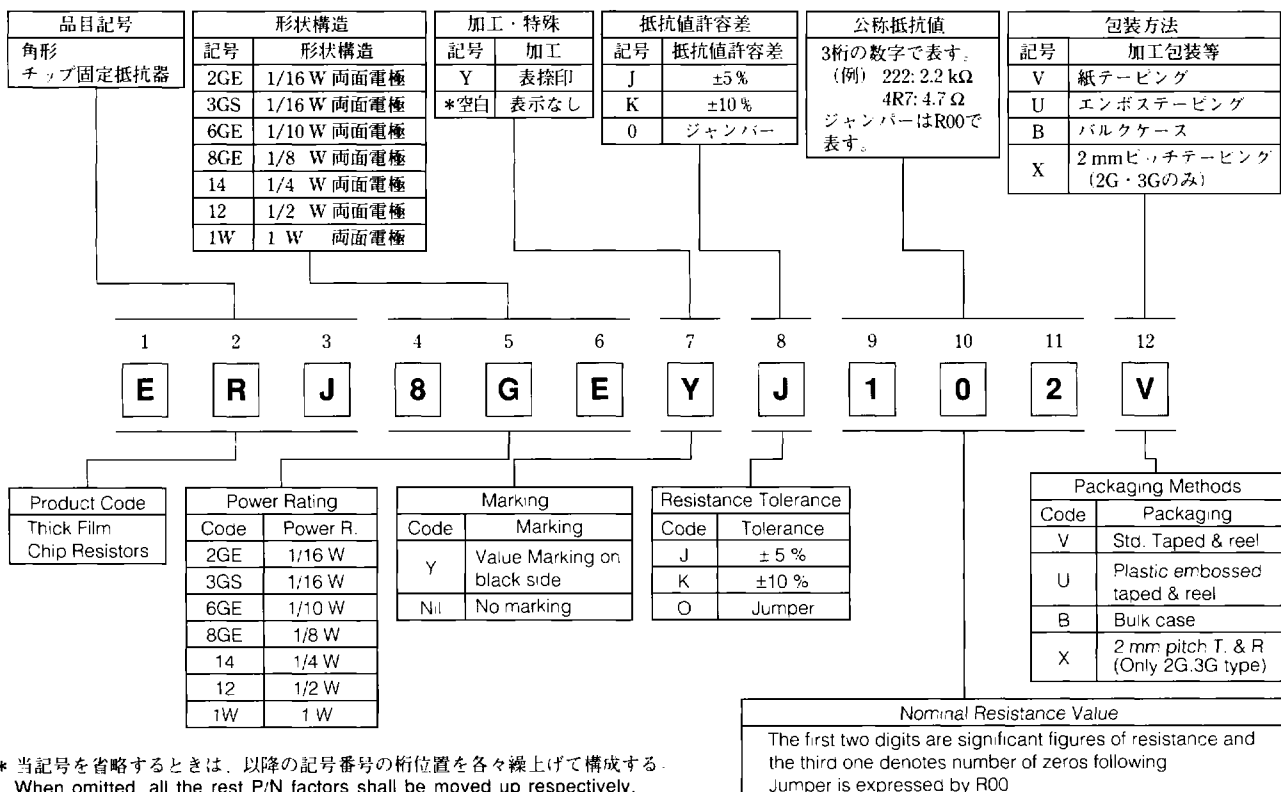 品目記号
角形
チップ固定抵抗器
形状構造
記号 形状構造
2GE 1/16 W 両面電極
3GS 1/16 W 両面電極
6GE 1/10 W 両面電極
8GE 1/8 W 両面電極
14 1/4 W 両面電極
12 1/2 W 両面電極
1W 1 W 両面電極
加工・特殊
記号 加工
Y 表捺印
*空白 表示なし
抵抗値許容差
記号 抵抗値許容差
J ±5%
K ±10%
0 ジャンパー
公称抵抗値
3桁の数字で表す。
(例) 222: 2.2 kΩ
4R7: 4.7 Ω
ジャンパーはR00で
表す。
包装方法
記号 加工包装等
V 紙テーピング
U エンボステーピング
B バルクケース
X 2 mmピッチテーピング
(2G・3Gのみ)
1 2 3 4 5 6 7 8 9 10 11 12
E R J 8 G E Y J 1 0 2 V
Product Code
Thick Film
Chip Resistors
Power Rating
Code Power R.
2GE 1/16 W
3GS 1/16 W
6GE 1/10 W
8GE 1/8 W
14 1/4 W
12 1/2 W
1W 1 W
Marking
Code Marking
Y Value Marking on
black side
Nil No marking
Resistance Tolerance
Code Tolerance
J ± 5 %
K ±10 %
O Jumper
Packaging Methods
Code Packaging
V Std. Taped & reel
U Plastic embossed
taped & reel
B Bulk case
X 2 mm pitch T. & R
(Only 2G.3G type)
Nominal Resistance Value
The first two digits are significant figures of resistance and
the third one denotes number of zeros following
Jumper is expressed by R00
* 当記号を省略するときは、以降の記号番号の桁位置を各々繰上げて構成する.
When omitted, all the rest P/N factors shall be moved up respectively.